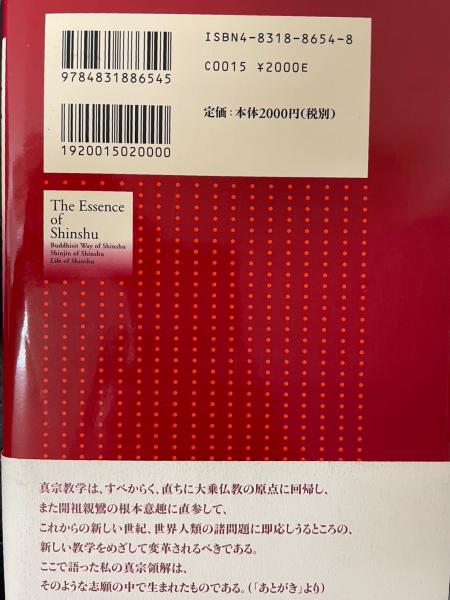 ISBN4-8318-8654-8
C0015 ¥2000E
9784831886545
定価：本体2000円(税別)
1920015020000
The Essence
of
Shinshu
Buddhisit Way of Shinshu
Shinjin of Shinshu
Life of Shinshu
真宗教学は、すべからく、直ちに大乗仏教の原点に回帰し、
また開祖親鸞の根本意趣に直参して、
これからの新しい世紀、世界人類の諸問題に即応しうるところの、
新しい教学をめざして変革されるべきである。
ここで語った私の真宗領解は、
そのような志願の中で生まれたものである。(「あとがき」より)